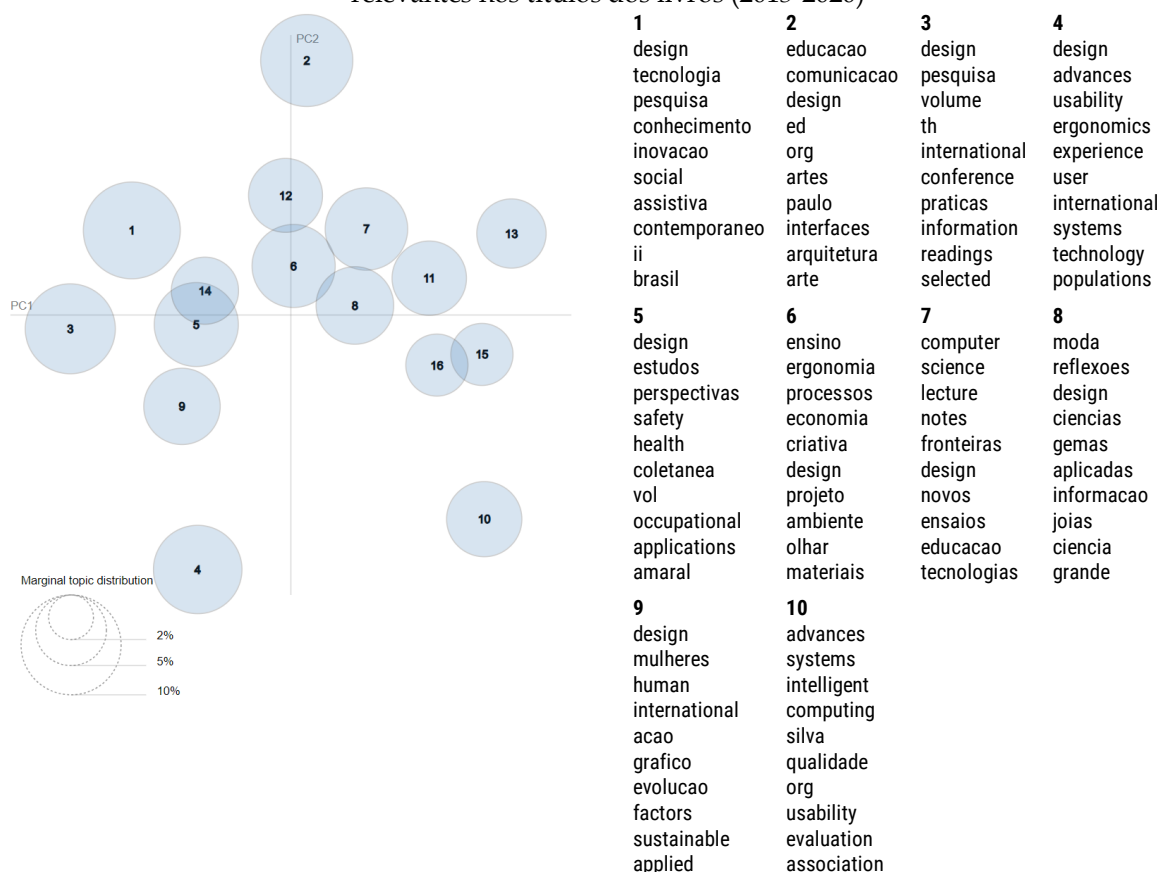 relevantes nos títulos dos livros (2013-2020)
PC2
2
12
1
7
13
6
11
14
8
PC1
5
3
15
16
9
10
4
Marginal topic distribution
2%
5%
10%
1
design
tecnologia
pesquisa
conhecimento
inovacao
social
assistiva
contemporaneo
ii
brasil
2
educacao
comunicacao
design
ed
org
artes
paulo
interfaces
arquitetura
arte
3
design
pesquisa
volume
th
international
conference
praticas
information
readings
selected
4
design
advances
usability
ergonomics
experience
user
international
systems
technology
populations
5
design
estudos
perspectivas
safety
health
coletanea
vol
occupational
applications
amaral
6
ensino
ergonomia
processos
economia
criativa
design
projeto
ambiente
olhar
materiais
7
computer
science
lecture
notes
fronteiras
design
novos
ensaios
educacao
tecnologias
8
moda
reflexoes
design
ciencias
gemas
aplicadas
informacao
joias
ciencia
grande
9
design
mulheres
human
international
acao
grafico
evolucao
factors
sustainable
applied
10
advances
systems
intelligent
computing
silva
qualidade
org
usability
evaluation
association